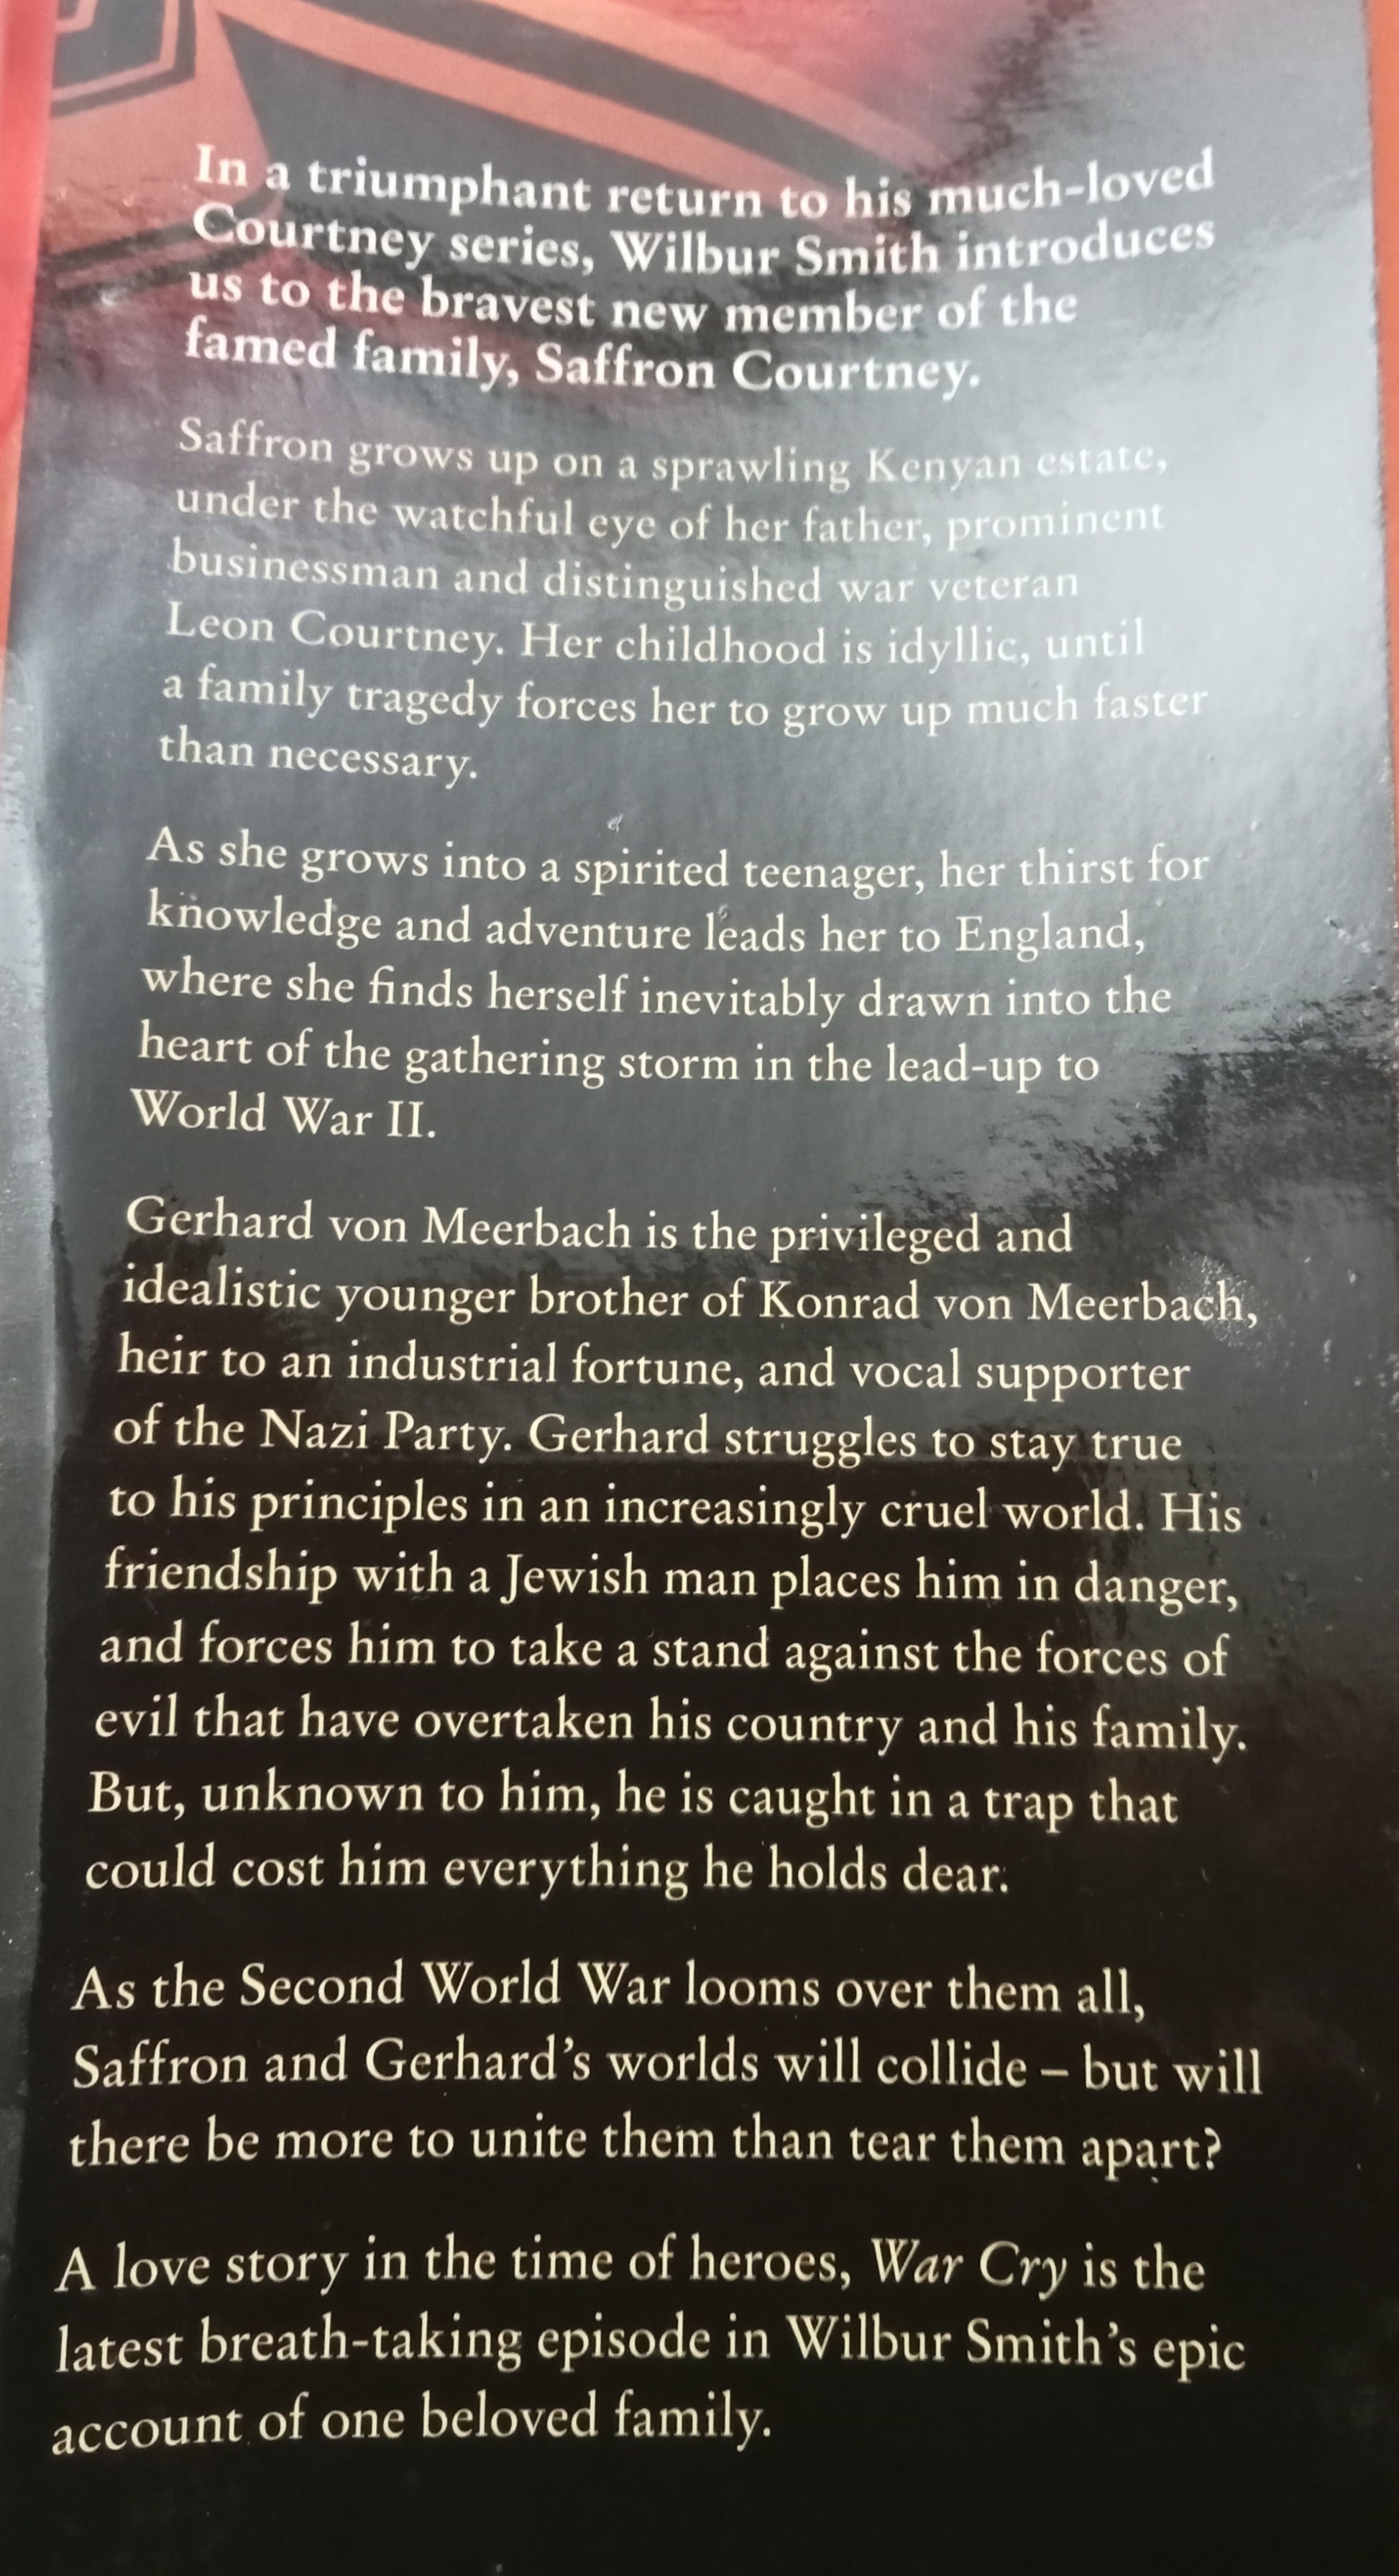 In a triumphant return to his much-loved
Courtney series, Wilbur Smith introduces
us to the bravest new member of the
famed family, Saffron Courtney.
Saffron grows up on a sprawling Kenyan estate,
under the watchful eye of her father, prominent
businessman and distinguished war veteran
Leon Courtney. Her childhood is idyllic, until
a family tragedy forces her to grow up much faster
than necessary.
As she grows into a spirited teenager, her thirst for
knowledge and adventure leads her to England,
where she finds herself inevitably drawn into the
heart of the gathering storm in the lead-up to
World War II.
Gerhard von Meerbach is the privileged and
idealistic younger brother of Konrad von Meerbach,
heir to an industrial fortune, and vocal supporter
of the Nazi Party. Gerhard struggles to stay true
to his principles in an increasingly cruel world. His
friendship with a Jewish man places him in danger,
and forces him to take a stand against the forces of
evil that have overtaken his country and his family.
But, unknown to him, he is caught in a trap that
could cost him everything he holds dear.
As the Second World War looms over them all,
Saffron and Gerhard's worlds will collide – but will
there be more to unite them than tear them apart?
A love story in the time of heroes, War Cry is the
latest breath-taking episode in Wilbur Smith's epic
account of one beloved family.